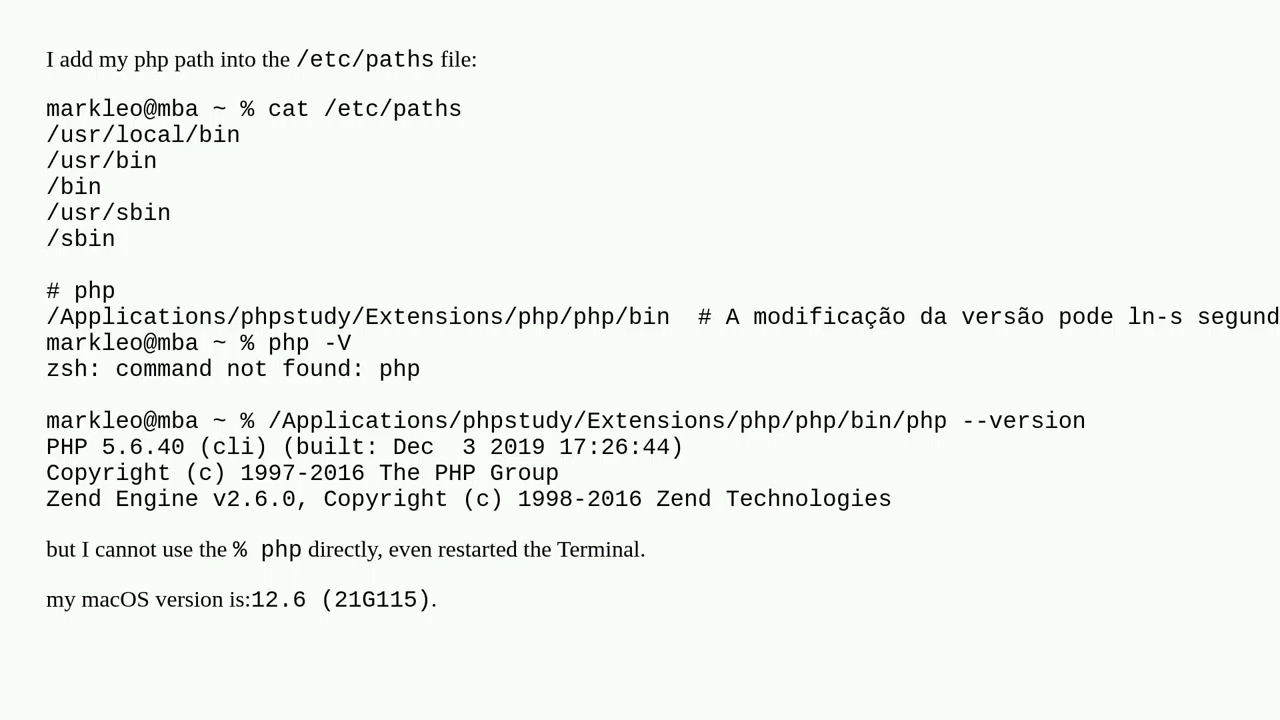 I add my php path into the /etc/paths file:
markleo@mba ~ % cat /etc/paths
/usr/local/bin
/usr/bin
/bin
/usr/sbin
/sbin
# php
/Applications/phpstudy/Extensions/php/php/bin  # A modificação da versão pode ln-s segund
markleo@mba ~ % php -V
zsh: command not found: php
markleo@mba ~ % /Applications/phpstudy/Extensions/php/php/bin/php --version
PHP 5.6.40 (cli) (built: Dec  3 2019 17:26:44)
Copyright (c) 1997-2016 The PHP Group
Zend Engine v2.6.0, Copyright (c) 1998-2016 Zend Technologies
but I cannot use the % php directly, even restarted the Terminal.
my macOS version is:12.6 (21G115).